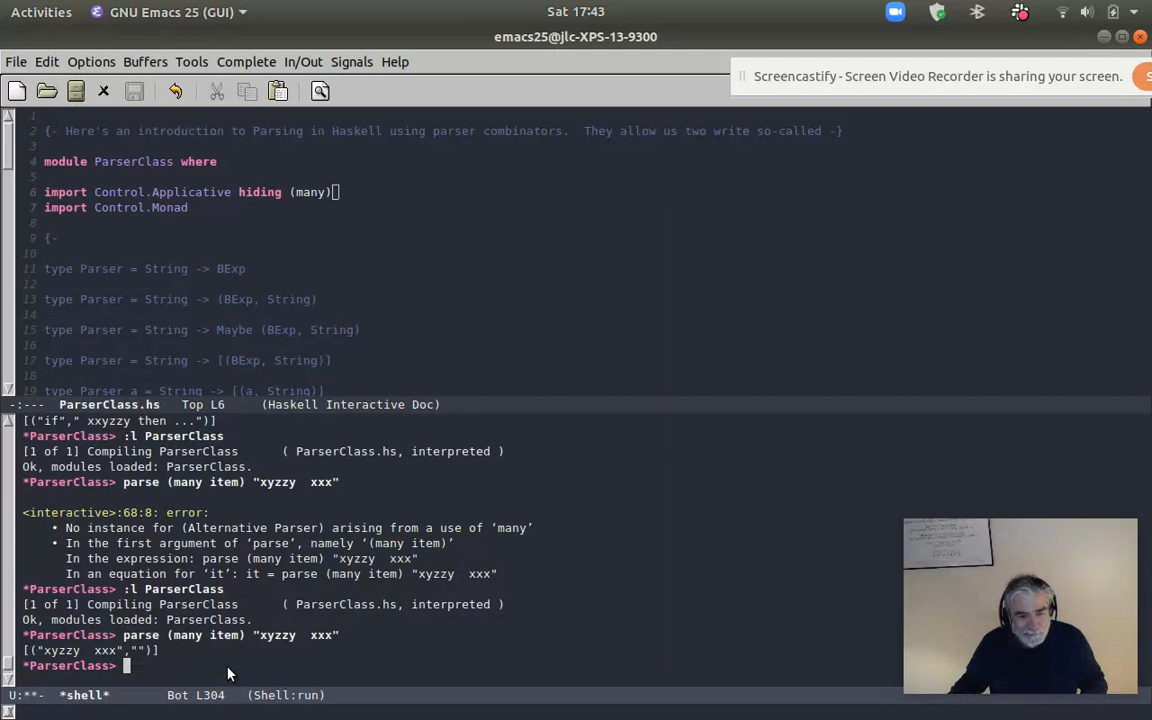 Activities GNU Emacs 25 (GUI) Sat 17:43
emacs25@jlc-XPS-13-9300
File Edit Options Buffers Tools Complete In/Out Signals Help
Screencastify - Screen Video Recorder is sharing your screen. S
1
2 {- Here's an introduction to Parsing in Haskell using parser combinators.  They allow us two write so-called -}
3
4 module ParserClass where
5
6 import Control.Applicative hiding (many)
7 import Control.Monad
8
9 {-
10
11 type Parser = String -> BExp
12
13 type Parser = String -> (BExp, String)
14
15 type Parser = String -> Maybe (BExp, String)
16
17 type Parser = String -> [(BExp, String)]
18
19 type Parser a = String -> [(a, String)]
-:--- ParserClass.hs Top L6 (Haskell Interactive Doc)
[("if"," xxyzzy then ...")]
*ParserClass> :l ParserClass
[1 of 1] Compiling ParserClass ( ParserClass.hs, interpreted )
Ok, modules loaded: ParserClass.
*ParserClass> parse (many item) "xyzzy  xxx"
<interactive>:68:8: error:
• No instance for (Alternative Parser) arising from a use of ‘many’
• In the first argument of ‘parse’, namely ‘(many item)’
In the expression: parse (many item) "xyzzy  xxx"
In an equation for ‘it’: it = parse (many item) "xyzzy  xxx"
*ParserClass> :l ParserClass
[1 of 1] Compiling ParserClass ( ParserClass.hs, interpreted )
Ok, modules loaded: ParserClass.
*ParserClass> parse (many item) "xyzzy  xxx"
[("xyzzy  xxx","")]
*ParserClass>
U:**- *shell* Bot L304 (Shell:run)